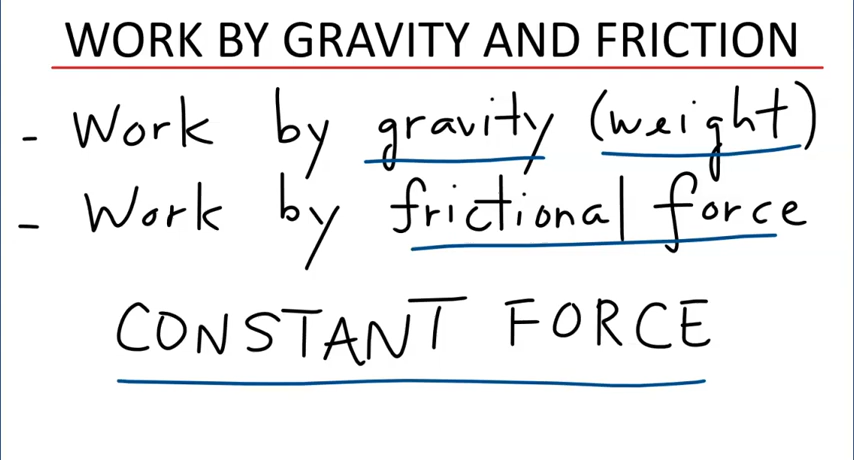 WORK BY GRAVITY AND FRICTION
- Work by gravity (weight)
- Work by frictional force
CONSTANT FORCE